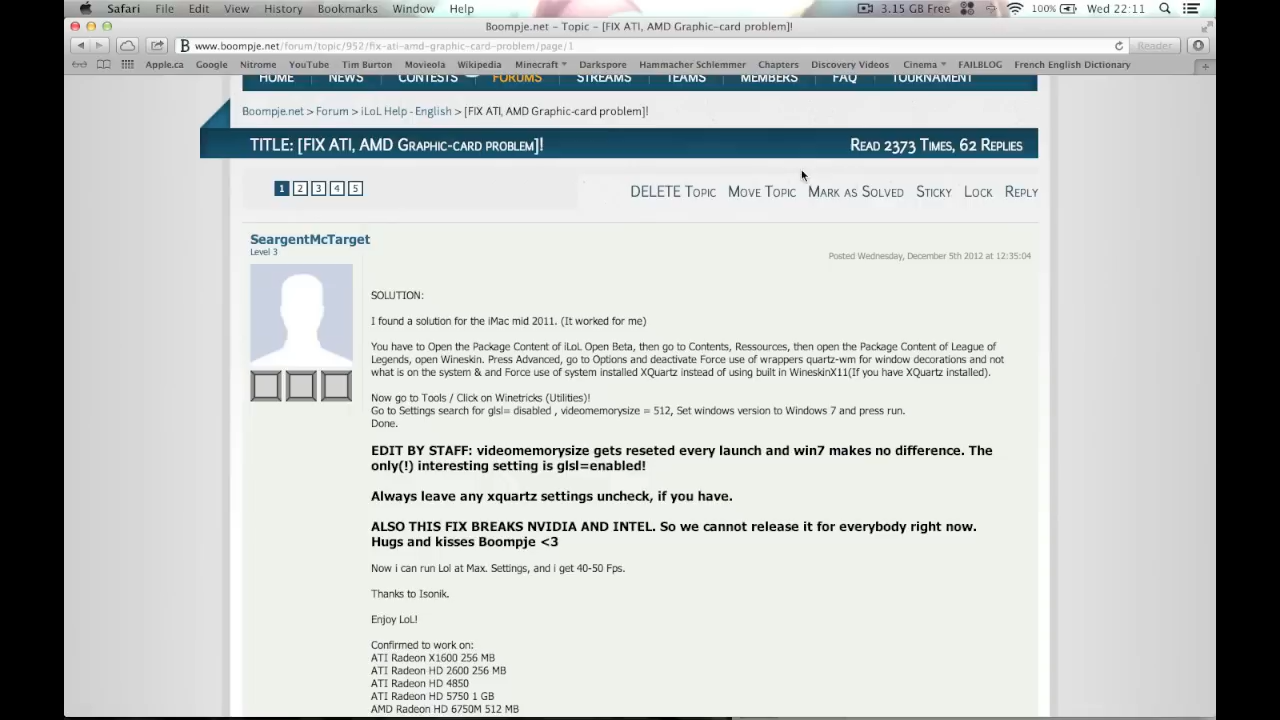 Safari File Edit View History Bookmarks Window Help 3.15 GB Free 100% Wed 22:11
Boompje.net – Topic – [FIX ATI, AMD Graphic-card problem]!
www.boompje.net/forum/topic/952/fix-ati-amd-graphic-card-problem/page/1 Reader
Apple.ca Google Nitrome YouTube Tim Burton Movieola Wikipedia Minecraft Darkspore Hammacher Schlemmer Chapters Discovery Videos Cinema FAILBLOG French English Dictionary
HOME NEWS CONTESTS FORUMS STREAMS TEAMS MEMBERS FAQ TOURNAMENT
Boompje.net > Forum > iLoL Help - English > [FIX ATI, AMD Graphic-card problem]!
TITLE: [FIX ATI, AMD Graphic-card problem]! Read 2373 Times, 62 Replies
1 2 3 4 5 DELETE Topic Move Topic Mark as Solved Sticky Lock Reply
SeargentMcTarget
Level 3
Posted Wednesday, December 5th 2012 at 12:35:04
SOLUTION:
I found a solution for the iMac mid 2011. (It worked for me)
You have to Open the Package Content of iLoL Open Beta, then go to Contents, Ressources, then open the Package Content of League of
Legends, open Wineskin. Press Advanced, go to Options and deactivate Force use of wrappers quartz-wm for window decorations and not
what is on the system & and Force use of system installed XQuartz instead of using built in WineskinX11(If you have XQuartz installed).
Now go to Tools / Click on Winetricks (Utilities)!
Go to Settings search for glsl= disabled , videomemorysize = 512, Set windows version to Windows 7 and press run.
Done.
EDIT BY STAFF: videomemorysize gets reseted every launch and win7 makes no difference. The
only(!) interesting setting is glsl=enabled!
Always leave any xquartz settings uncheck, if you have.
ALSO THIS FIX BREAKS NVIDIA AND INTEL. So we cannot release it for everybody right now.
Hugs and kisses Boompje <3
Now i can run Lol at Max. Settings, and i get 40-50 Fps.
Thanks to Isonik.
Enjoy LoL!
Confirmed to work on:
ATI Radeon X1600 256 MB
ATI Radeon HD 2600 256 MB
ATI Radeon HD 4850
ATI Radeon HD 5750 1 GB
AMD Radeon HD 6750M 512 MB